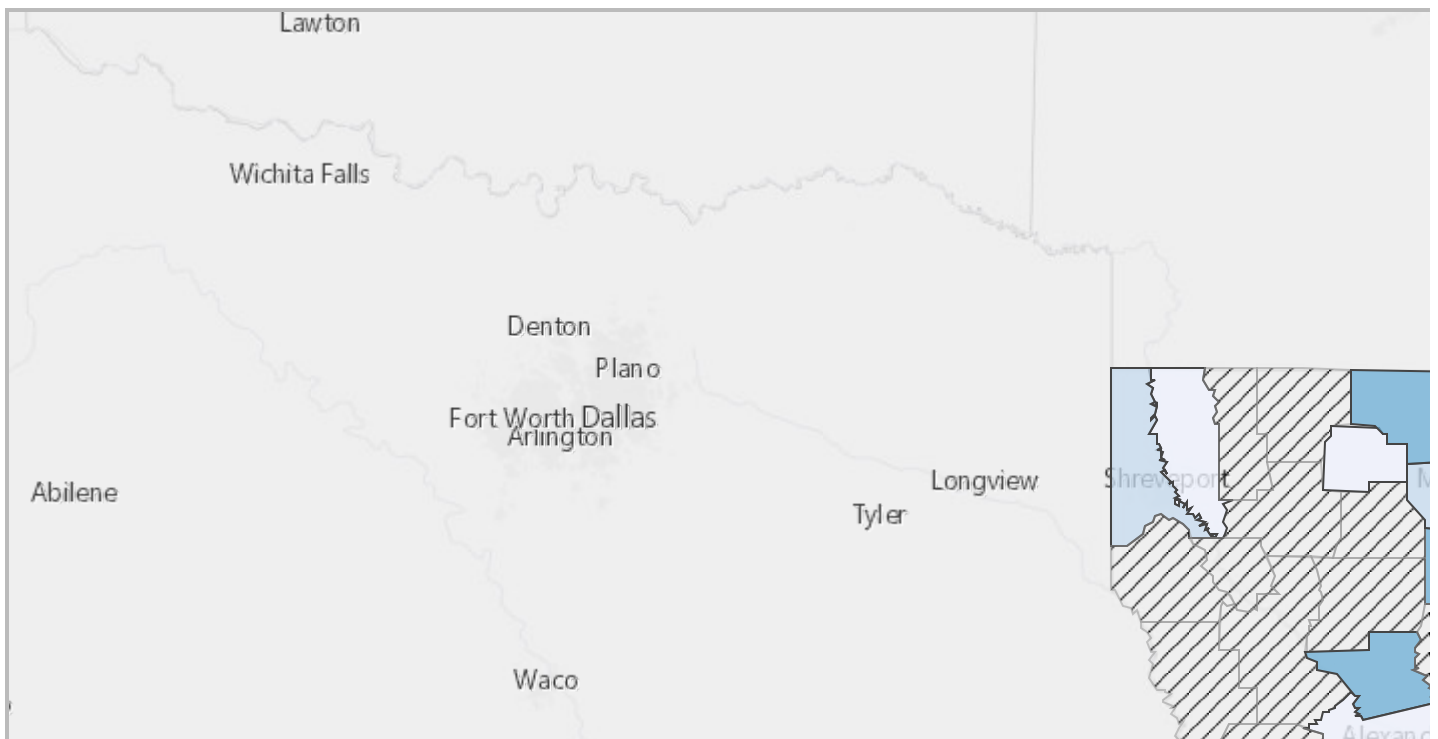 Lawton
Wichita Falls
Denton
Plano
Fort Worth Dallas
Arlington
Longview
Shreveport
Abilene
Tyler
Waco